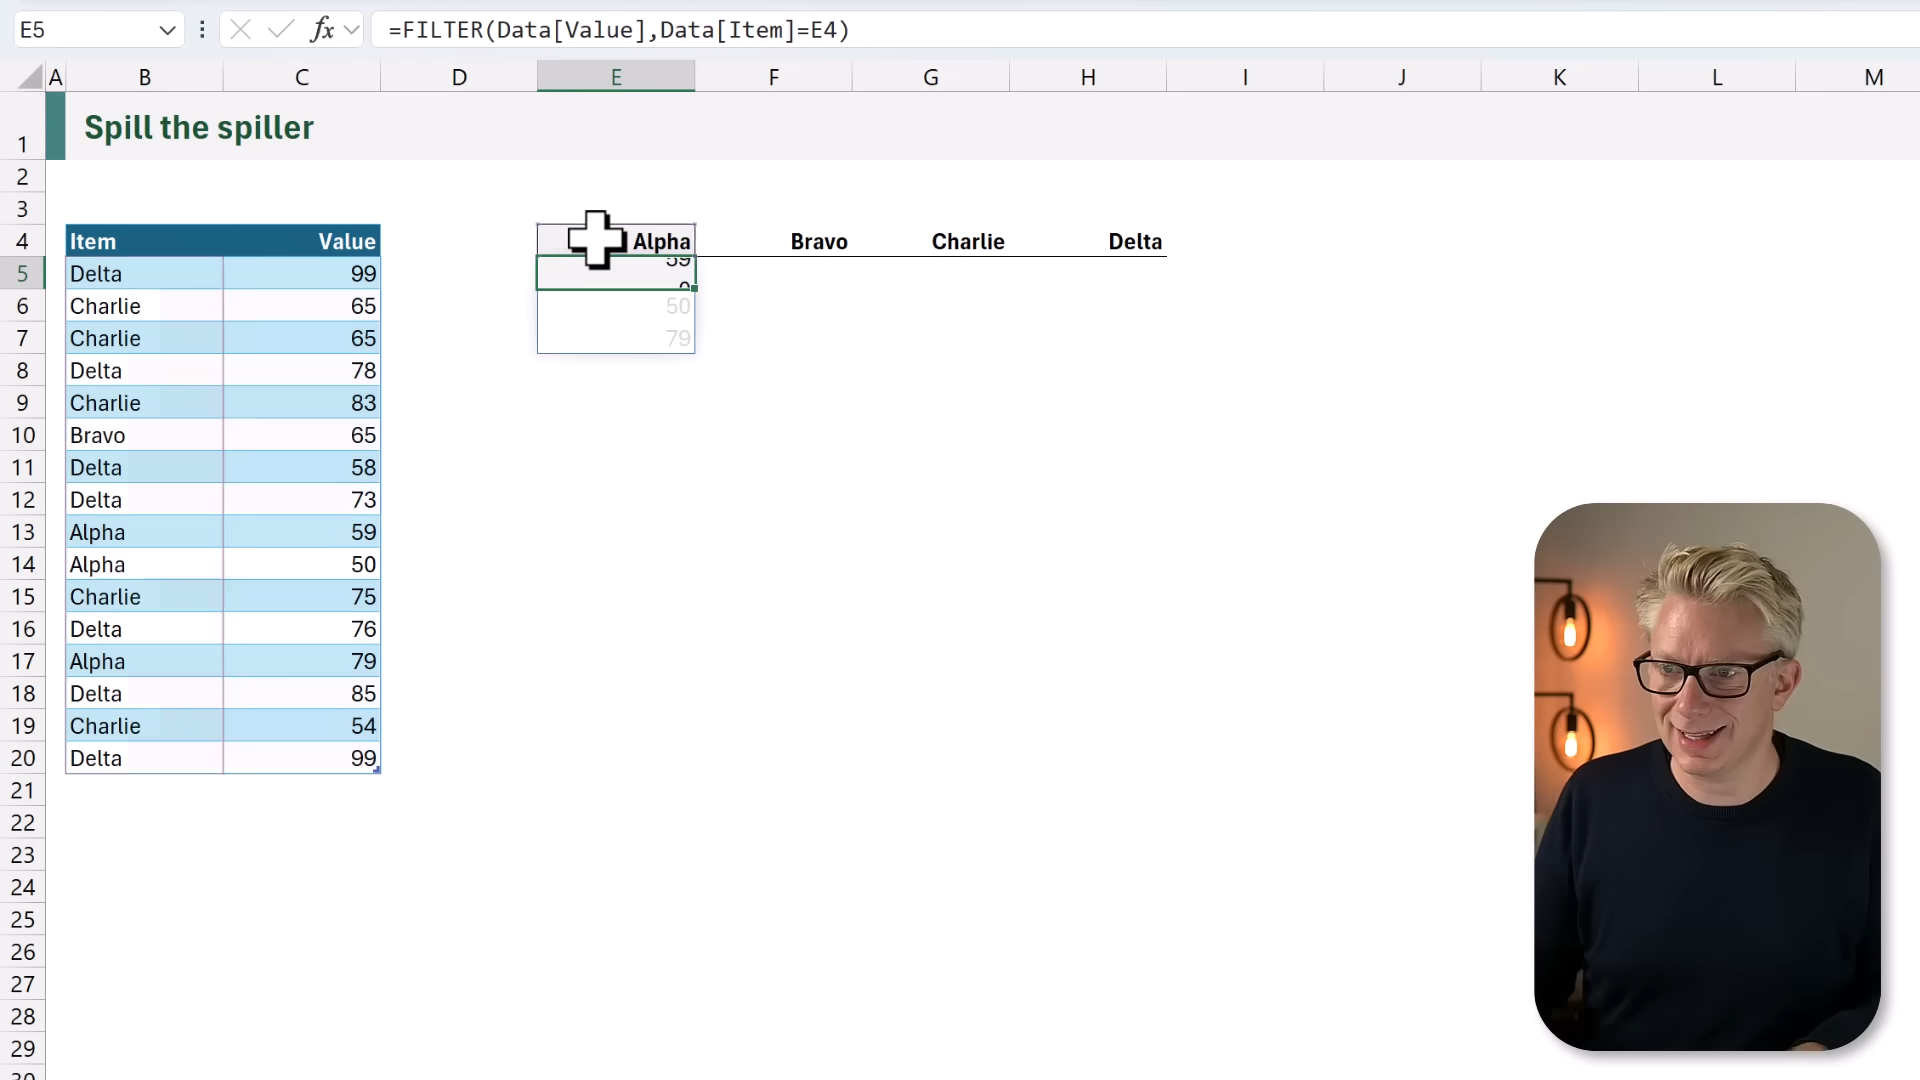 E5 fx =FILTER(Data[Value],Data[Item]=E4)
A B C D E F G H I J K L M
1 Spill the spiller
2
3
4 Item Value Alpha Bravo Charlie Delta
5 Delta 99 59
6 Charlie 65 50
7 Charlie 65 79
8 Delta 78
9 Charlie 83
10 Bravo 65
11 Delta 58
12 Delta 73
13 Alpha 59
14 Alpha 50
15 Charlie 75
16 Delta 76
17 Alpha 79
18 Delta 85
19 Charlie 54
20 Delta 99
21
22
23
24
25
26
27
28
29
30